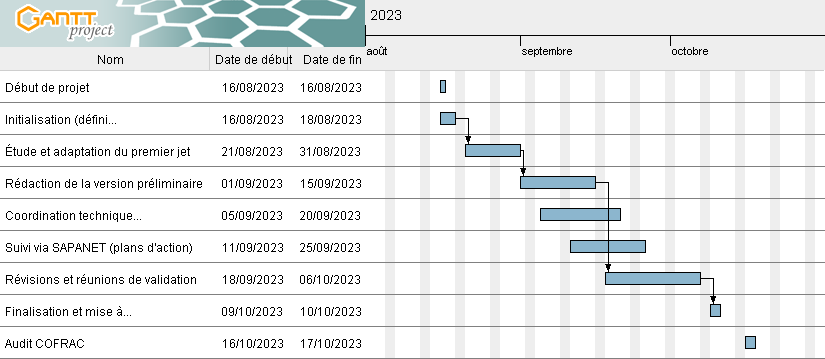 GANTT
project
2023
août septembre octobre
Nom Date de début Date de fin
Début de projet 16/08/2023 16/08/2023
Initialisation (défini... 16/08/2023 18/08/2023
Étude et adaptation du premier jet 21/08/2023 31/08/2023
Rédaction de la version préliminaire 01/09/2023 15/09/2023
Coordination technique... 05/09/2023 20/09/2023
Suivi via SAPANET (plans d'action) 11/09/2023 25/09/2023
Révisions et réunions de validation 18/09/2023 06/10/2023
Finalisation et mise à... 09/10/2023 10/10/2023
Audit COFRAC 16/10/2023 17/10/2023